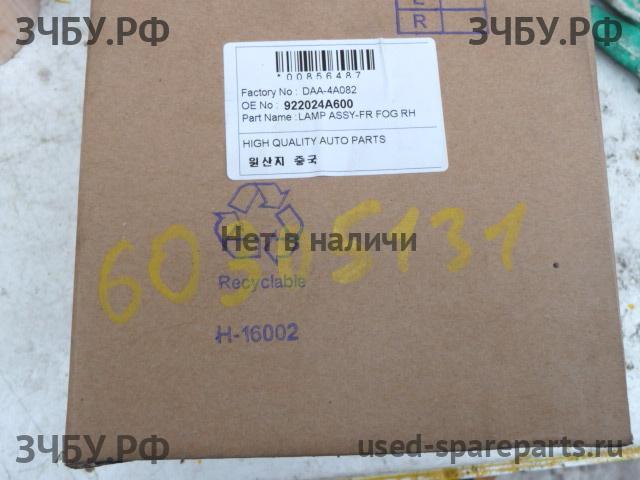 ЗЧБУ.РФ
ЗЧБУ.РФ
L
R
*00856487
Factory No : DAA-4A082
OE No : 922024A600
Part Name :LAMP ASSY-FR FOG RH
HIGH QUALITY AUTO PARTS
원산지 중국
Нет в наличи
Recyclable
H-16002
ЗЧБУ.РФ
used-spareparts.ru